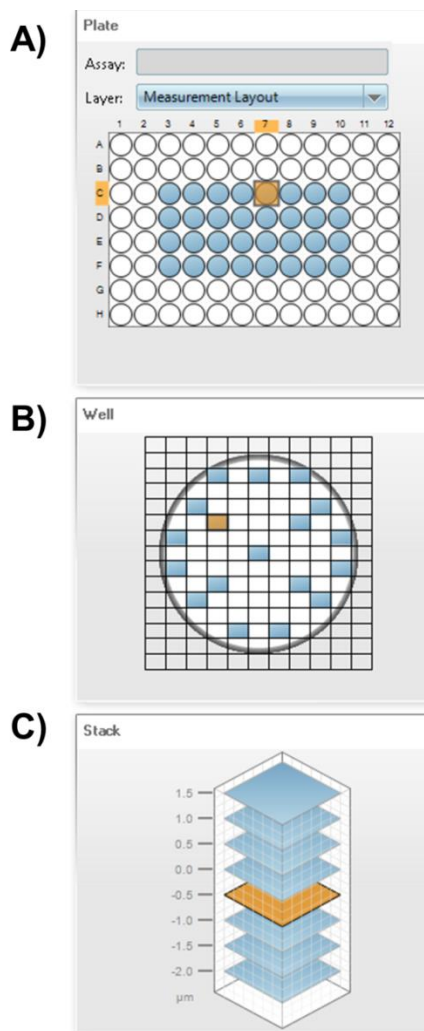 A)
Plate
Assay:
Layer: Measurement Layout
1 2 3 4 5 6 7 8 9 10 11 12
A
B
C
D
E
F
G
H
B)
Well
C)
Stack
1.5
1.0
0.5
0.0
-0.5
-1.0
-1.5
-2.0
µm